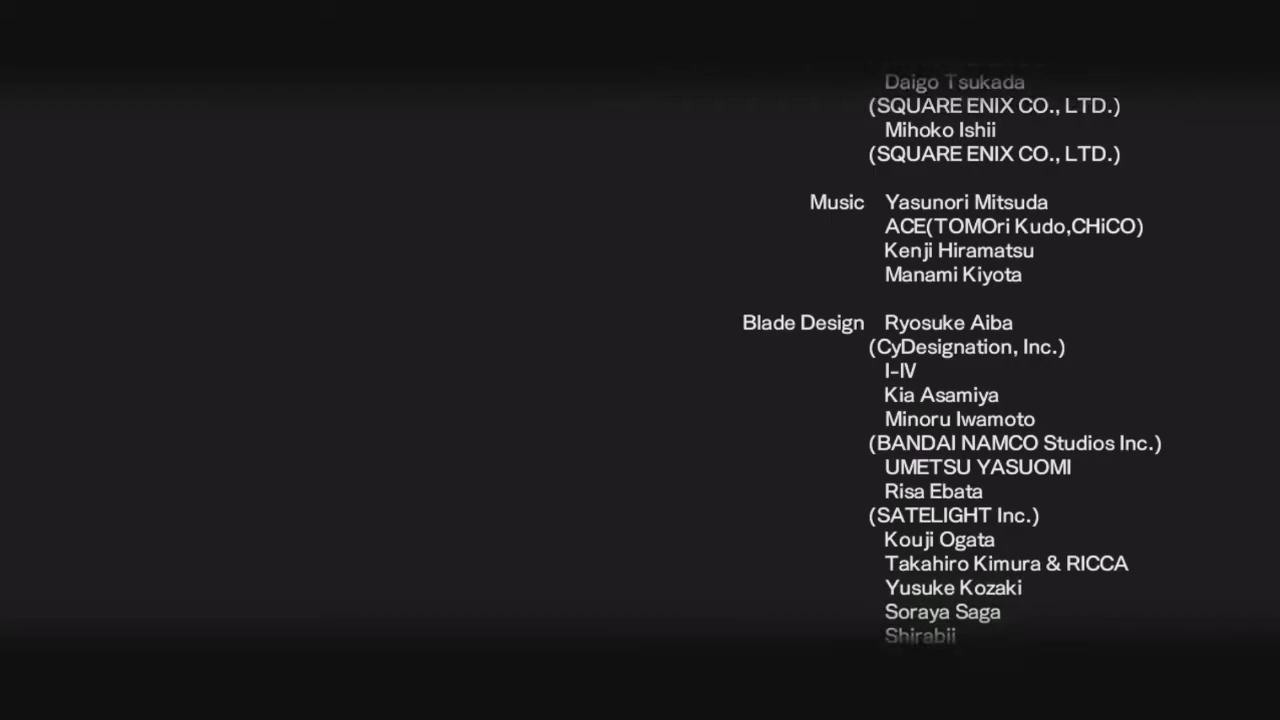 Daigo Tsukada
(SQUARE ENIX CO., LTD.)
Mihoko Ishii
(SQUARE ENIX CO., LTD.)
Music Yasunori Mitsuda
ACE(TOMOri Kudo,CHiCO)
Kenji Hiramatsu
Manami Kiyota
Blade Design Ryosuke Aiba
(CyDesignation, Inc.)
I-IV
Kia Asamiya
Minoru Iwamoto
(BANDAI NAMCO Studios Inc.)
UMETSU YASUOMI
Risa Ebata
(SATELIGHT Inc.)
Kouji Ogata
Takahiro Kimura & RICCA
Yusuke Kozaki
Soraya Saga
Shirabii